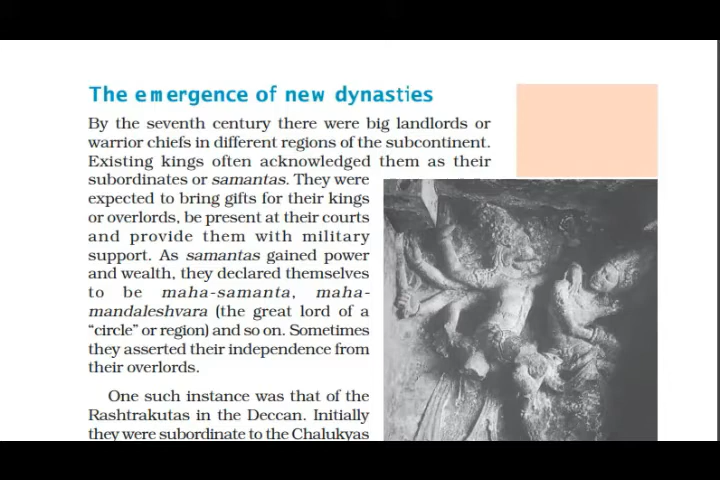 The emergence of new dynasties
By the seventh century there were big landlords or
warrior chiefs in different regions of the subcontinent.
Existing kings often acknowledged them as their
subordinates or samantas. They were
expected to bring gifts for their kings
or overlords, be present at their courts
and provide them with military
support. As samantas gained power
and wealth, they declared themselves
to be maha-samanta, maha-
mandaleshvara (the great lord of a
“circle” or region) and so on. Sometimes
they asserted their independence from
their overlords.
One such instance was that of the
Rashtrakutas in the Deccan. Initially
they were subordinate to the Chalukyas